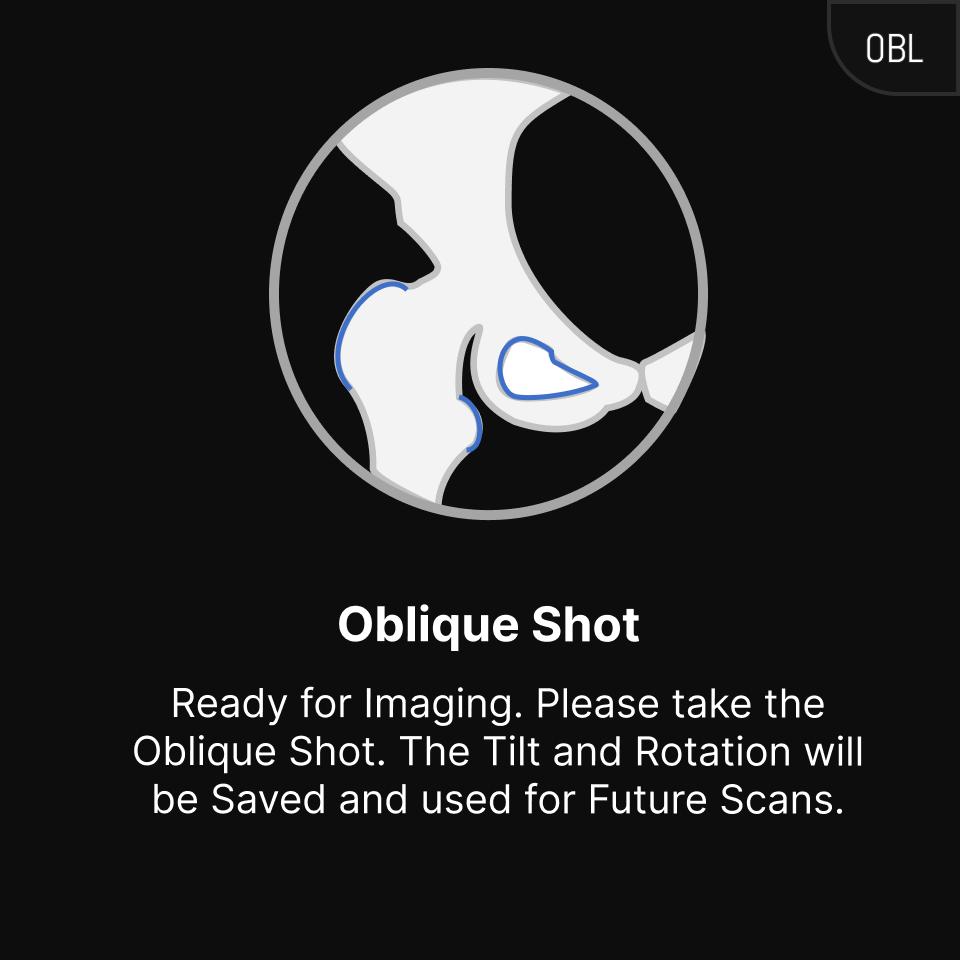 OBL
Oblique Shot
Ready for Imaging. Please take the
Oblique Shot. The Tilt and Rotation will
be Saved and used for Future Scans.